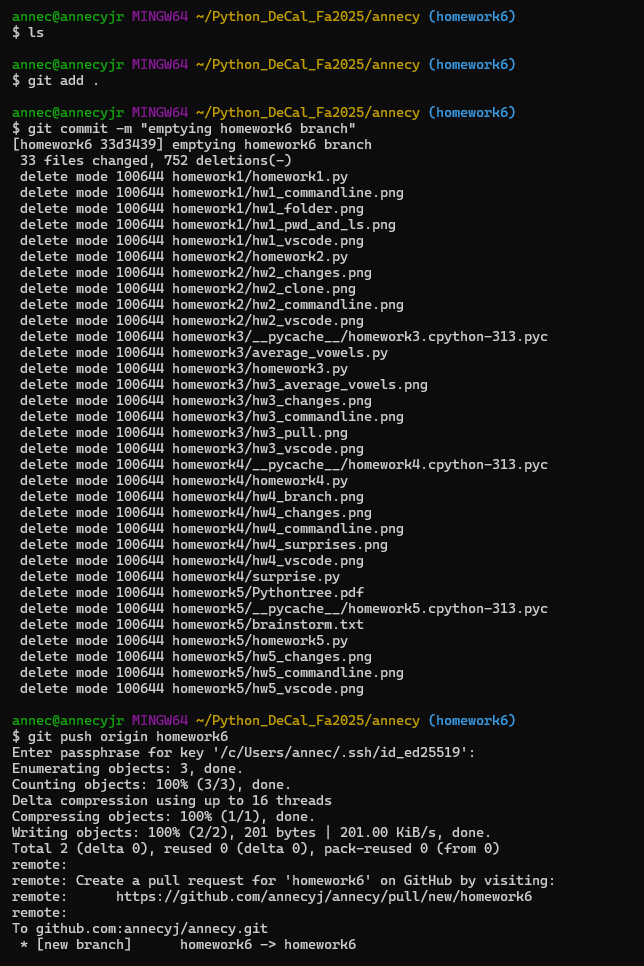 annec@annecyjr MINGW64 ~/Python_DeCal_Fa2025/annecy (homework6)
$ ls
annec@annecyjr MINGW64 ~/Python_DeCal_Fa2025/annecy (homework6)
$ git add .
annec@annecyjr MINGW64 ~/Python_DeCal_Fa2025/annecy (homework6)
$ git commit -m "emptying homework6 branch"
[homework6 33d3439] emptying homework6 branch
 33 files changed, 752 deletions(-)
 delete mode 100644 homework1/homework1.py
 delete mode 100644 homework1/hw1_commandline.png
 delete mode 100644 homework1/hw1_folder.png
 delete mode 100644 homework1/hw1_pwd_and_ls.png
 delete mode 100644 homework1/hw1_vscode.png
 delete mode 100644 homework2/homework2.py
 delete mode 100644 homework2/hw2_changes.png
 delete mode 100644 homework2/hw2_clone.png
 delete mode 100644 homework2/hw2_commandline.png
 delete mode 100644 homework2/hw2_vscode.png
 delete mode 100644 homework3/__pycache__/homework3.cpython-313.pyc
 delete mode 100644 homework3/average_vowels.py
 delete mode 100644 homework3/homework3.py
 delete mode 100644 homework3/hw3_average_vowels.png
 delete mode 100644 homework3/hw3_changes.png
 delete mode 100644 homework3/hw3_commandline.png
 delete mode 100644 homework3/hw3_pull.png
 delete mode 100644 homework3/hw3_vscode.png
 delete mode 100644 homework4/__pycache__/homework4.cpython-313.pyc
 delete mode 100644 homework4/homework4.py
 delete mode 100644 homework4/hw4_branch.png
 delete mode 100644 homework4/hw4_changes.png
 delete mode 100644 homework4/hw4_commandline.png
 delete mode 100644 homework4/hw4_surprises.png
 delete mode 100644 homework4/hw4_vscode.png
 delete mode 100644 homework4/surprise.py
 delete mode 100644 homework5/Pythontree.pdf
 delete mode 100644 homework5/__pycache__/homework5.cpython-313.pyc
 delete mode 100644 homework5/brainstorm.txt
 delete mode 100644 homework5/homework5.py
 delete mode 100644 homework5/hw5_changes.png
 delete mode 100644 homework5/hw5_commandline.png
 delete mode 100644 homework5/hw5_vscode.png
annec@annecyjr MINGW64 ~/Python_DeCal_Fa2025/annecy (homework6)
$ git push origin homework6
Enter passphrase for key '/c/Users/annec/.ssh/id_ed25519':
Enumerating objects: 3, done.
Counting objects: 100% (3/3), done.
Delta compression using up to 16 threads
Compressing objects: 100% (1/1), done.
Writing objects: 100% (2/2), 201 bytes | 201.00 KiB/s, done.
Total 2 (delta 0), reused 0 (delta 0), pack-reused 0 (from 0)
remote:
remote: Create a pull request for 'homework6' on GitHub by visiting:
remote:      https://github.com/annecyj/annecy/pull/new/homework6
remote:
To github.com:annecyj/annecy.git
 * [new branch]      homework6 -> homework6